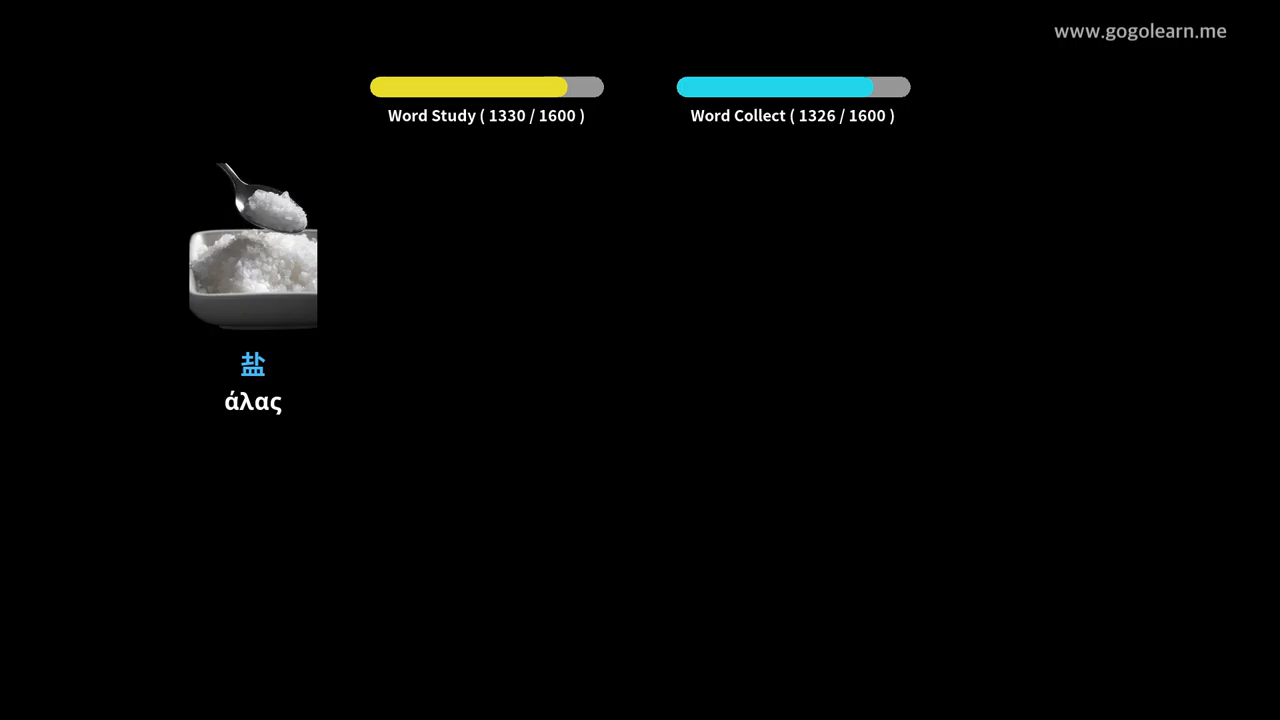 www.gogolearn.me
Word Study ( 1330 / 1600 )
Word Collect ( 1326 / 1600 )
盐
άλας